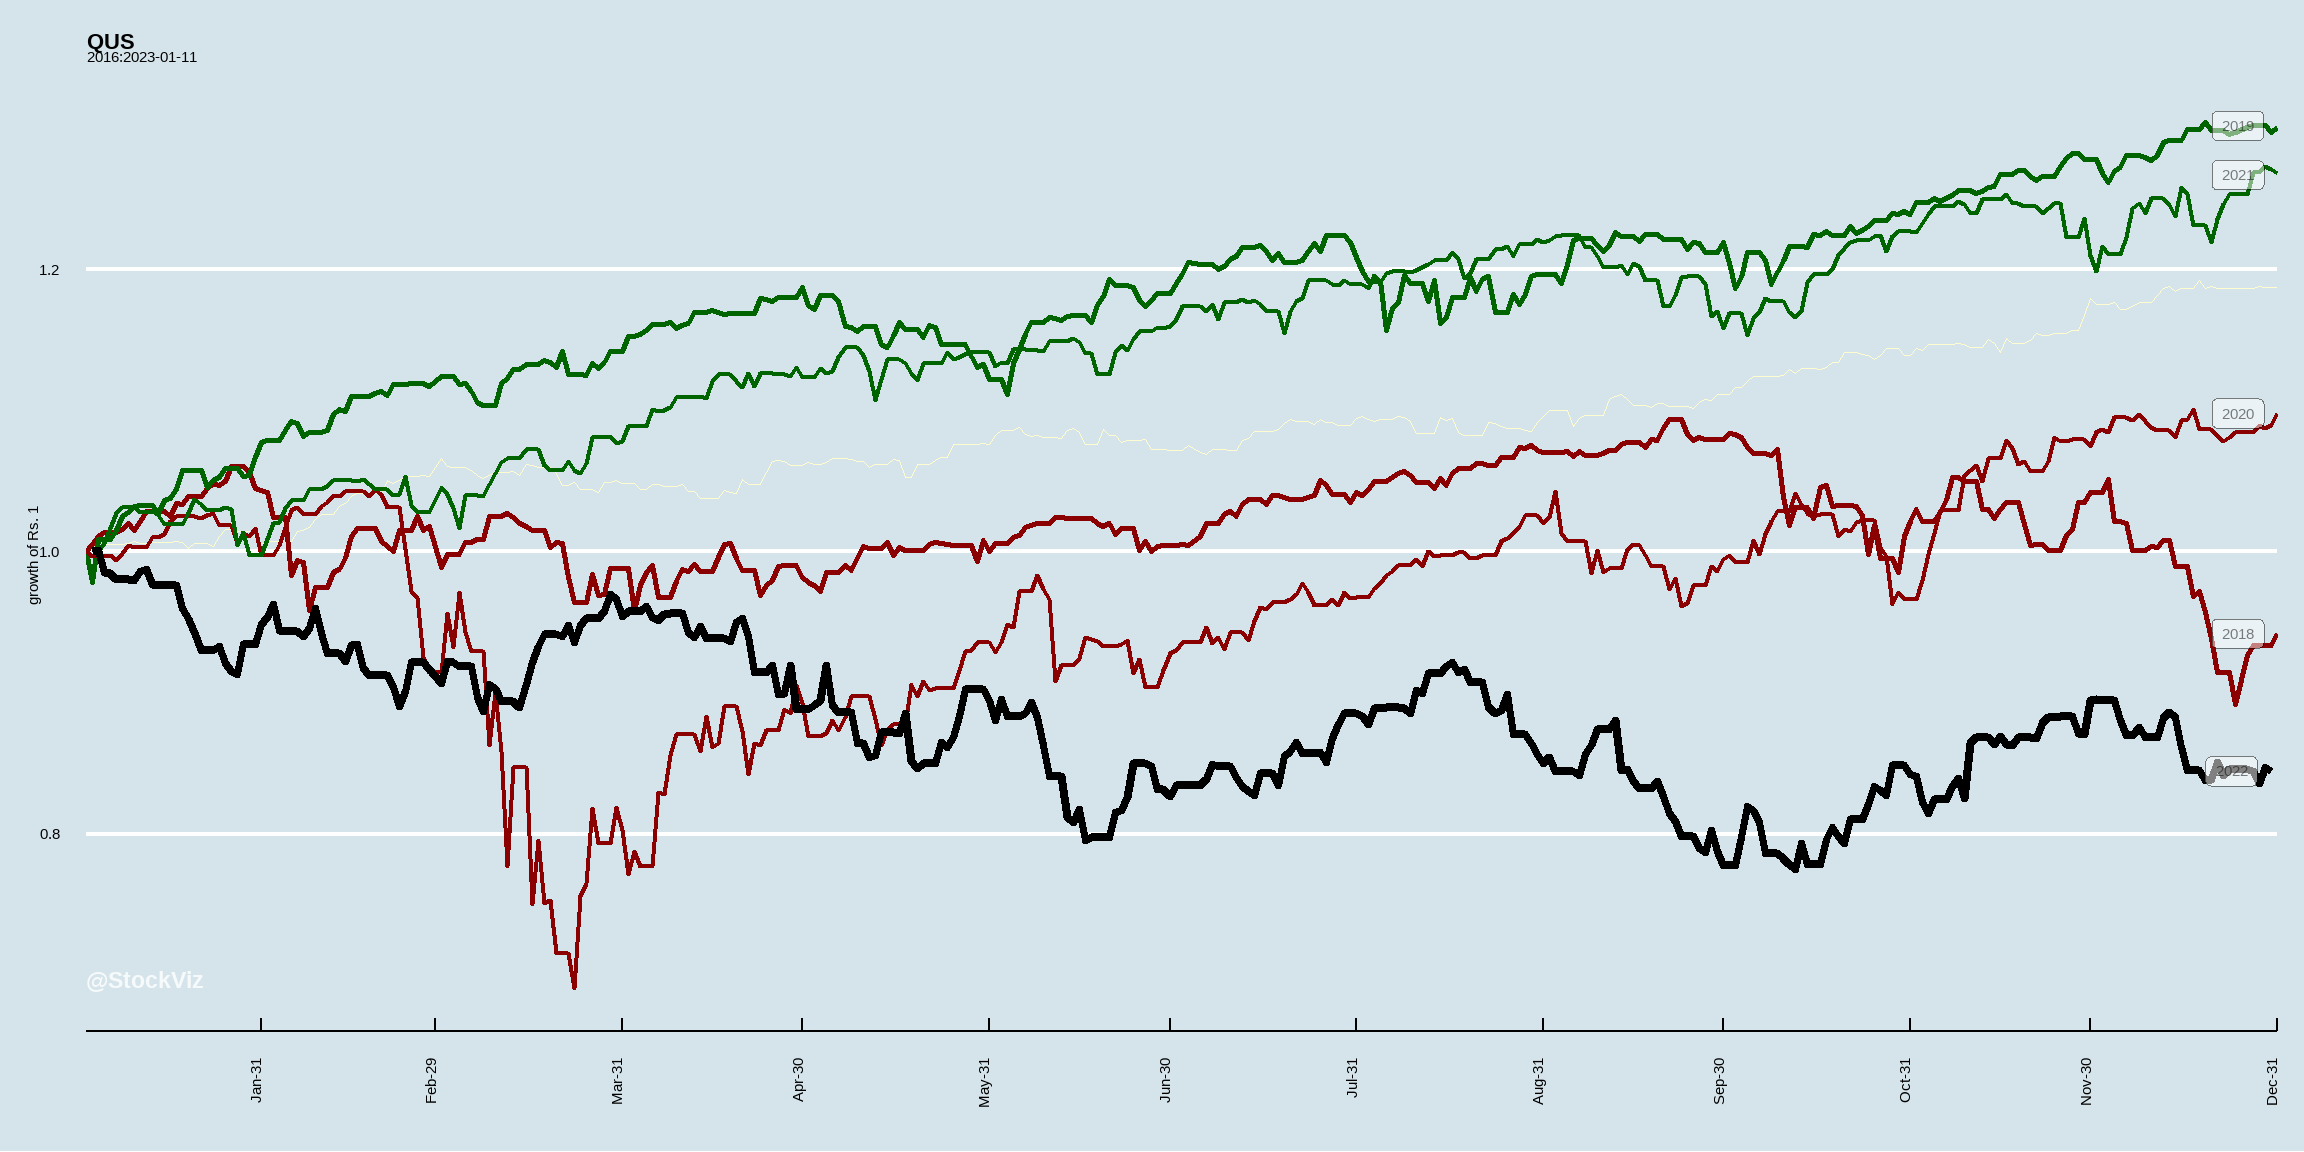 QUS
2016:2023-01-11
growth of Rs. 1
1.2
1.0
0.8
2019
2021
2020
2018
2022
@StockViz
Jan-31
Feb-29
Mar-31
Apr-30
May-31
Jun-30
Jul-31
Aug-31
Sep-30
Oct-31
Nov-30
Dec-31